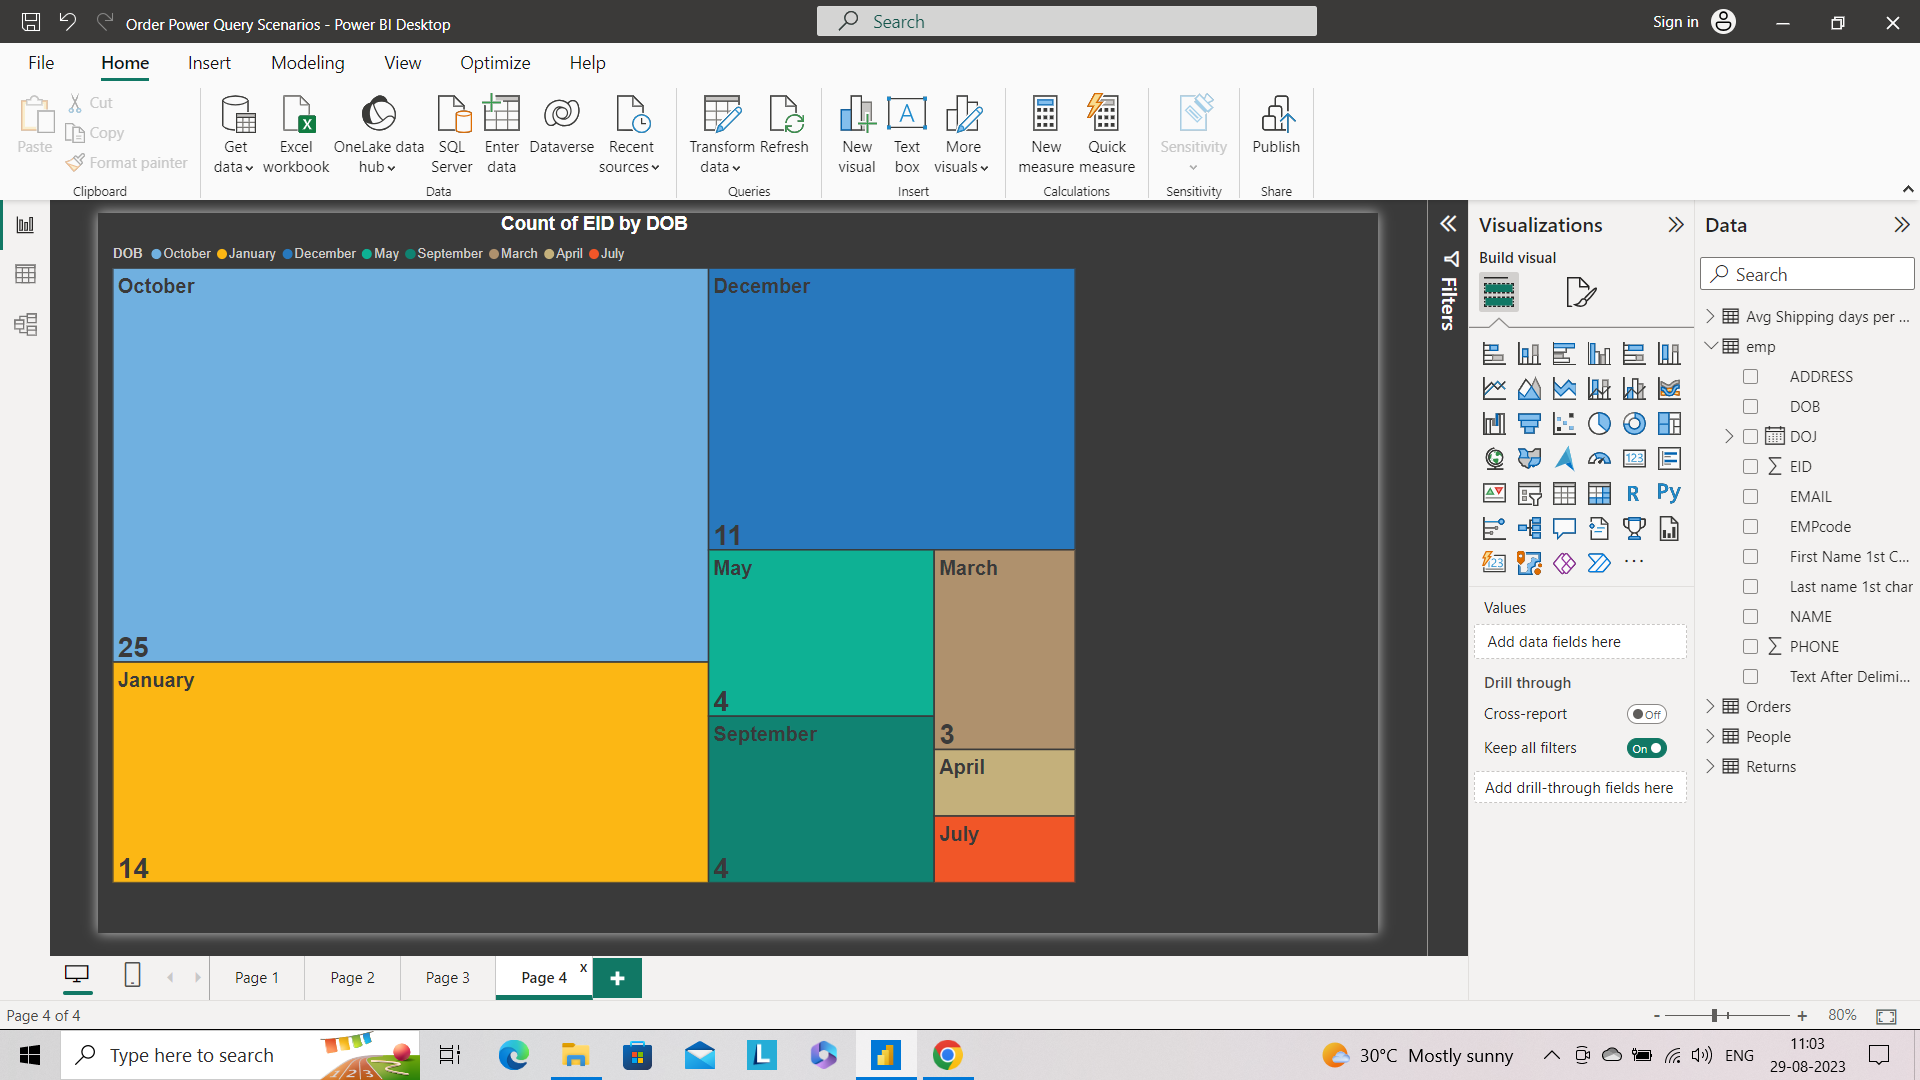 Order Power Query Scenarios - Power BI Desktop
Search
Sign in
File Home Insert Modeling View Optimize Help
Paste
Cut
Copy
Format painter
Clipboard
Get data
Excel workbook
OneLake data hub
SQL Server
Enter data
Dataverse
Recent sources
Data
Transform data
Refresh
Queries
New visual
Text box
More visuals
Insert
New measure
Quick measure
Calculations
Sensitivity
Sensitivity
Publish
Share
Count of EID by DOB
DOB October January December May September March April July
October
25
January
14
December
11
May
4
September
4
March
3
April
July
Filters
Visualizations
Build visual
R
Py
123
123
Values
Add data fields here
Drill through
Cross-report
Off
Keep all filters
On
Add drill-through fields here
Data
Search
Avg Shipping days per ...
emp
ADDRESS
DOB
DOJ
EID
EMAIL
EMPcode
First Name 1st C...
Last name 1st char
NAME
PHONE
Text After Delimi...
Orders
People
Returns
Page 1
Page 2
Page 3
Page 4
x
+
Page 4 of 4
- + 80%
Type here to search
L
30°C Mostly sunny
ENG
11:03
29-08-2023